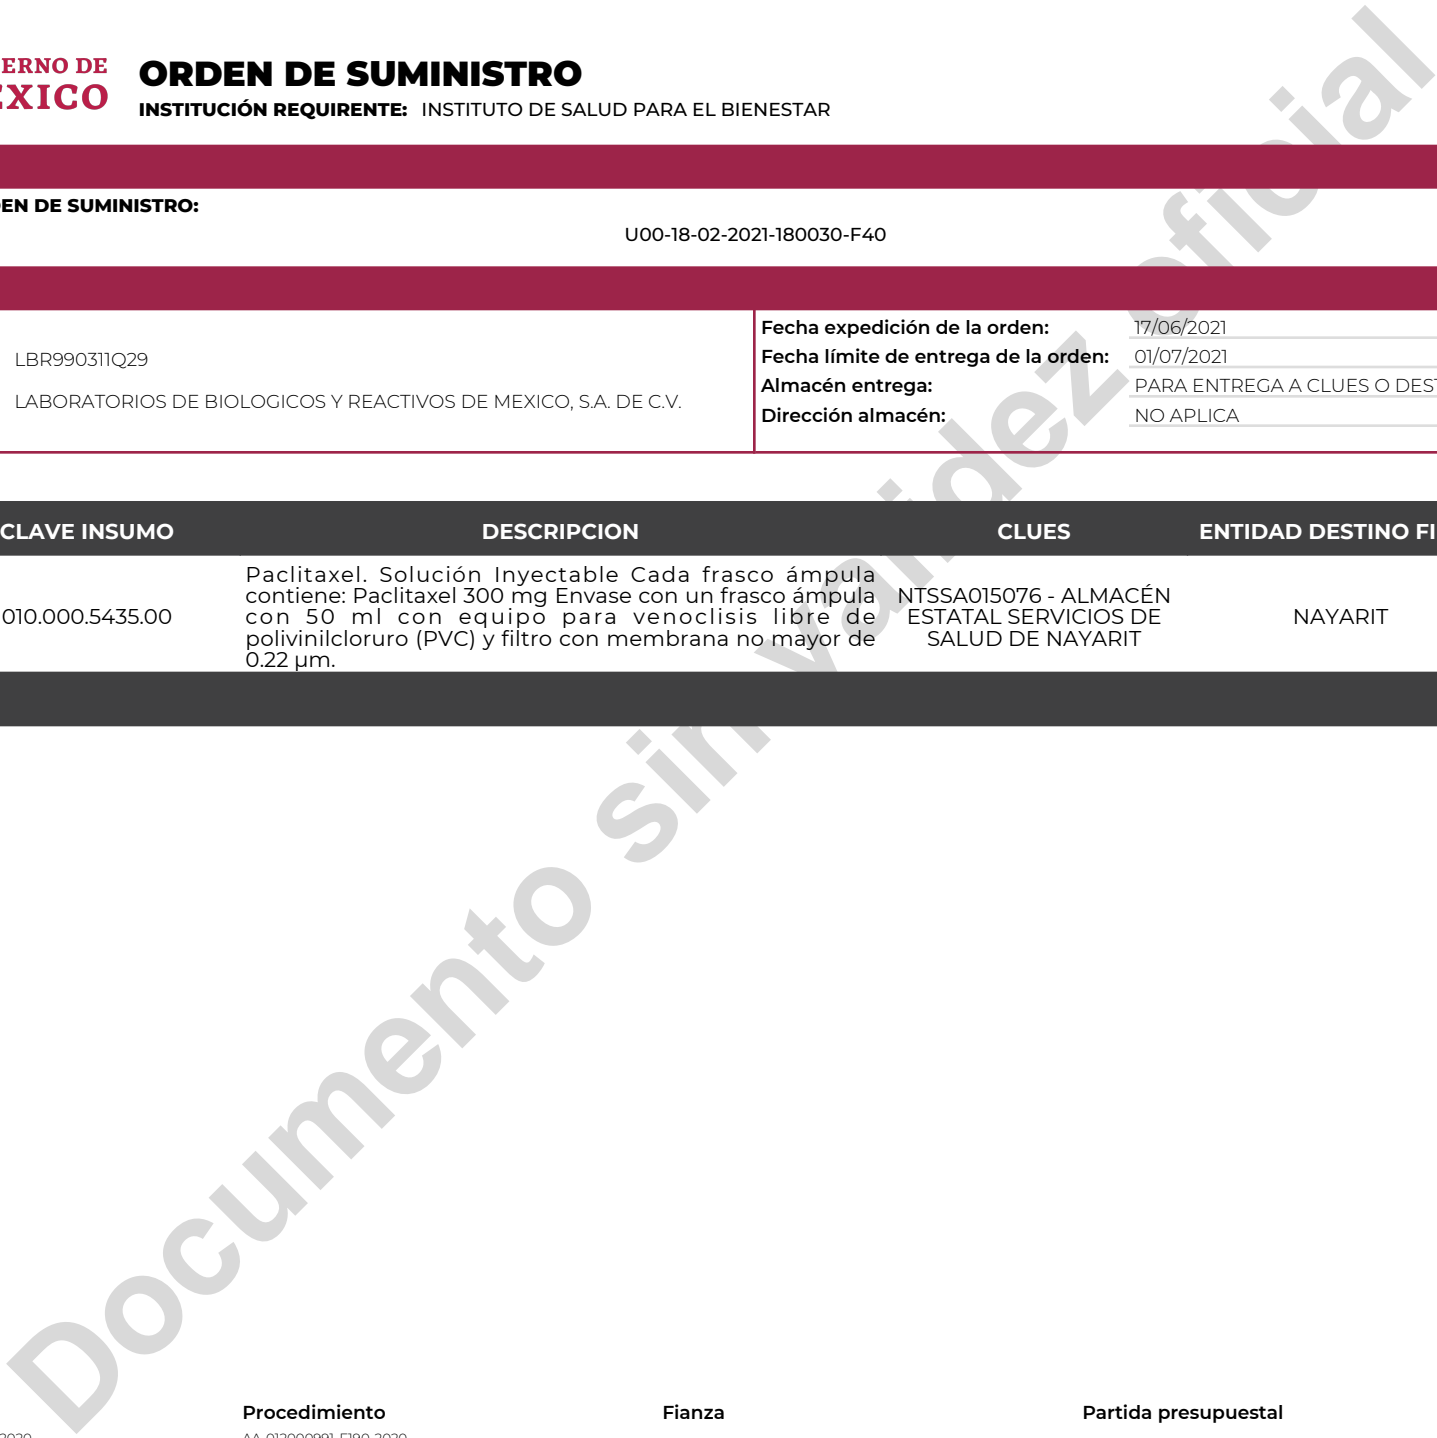 ERNO DE
ORDEN DE SUMINISTRO
INSTITUCIÓN REQUIRENTE: INSTITUTO DE SALUD PARA EL BIENESTAR
EN DE SUMINISTRO:
U00-18-02-2021-180030-F40
LBR990311Q29
LABORATORIOS DE BIOLOGICOS Y REACTIVOS DE MEXICO, S.A. DE C.V.
Fecha expedición de la orden: 17/06/2021
Fecha límite de entrega de la orden: 01/07/2021
Almacén entrega: PARA ENTREGA A CLUES O DEST
Dirección almacén: NO APLICA
CLAVE INSUMO DESCRIPCION CLUES ENTIDAD DESTINO FI
010.000.5435.00
Paclitaxel. Solución Inyectable Cada frasco ámpula
contiene: Paclitaxel 300 mg Envase con un frasco ámpula
con 50 ml con equipo para venoclisis libre de
polivinilcloruro (PVC) y filtro con membrana no mayor de
0.22 µm.
NTSSA015076 - ALMACÉN
ESTATAL SERVICIOS DE
SALUD DE NAYARIT
NAYARIT
Documento sin validez oficial
Procedimiento Fianza Partida presupuestal